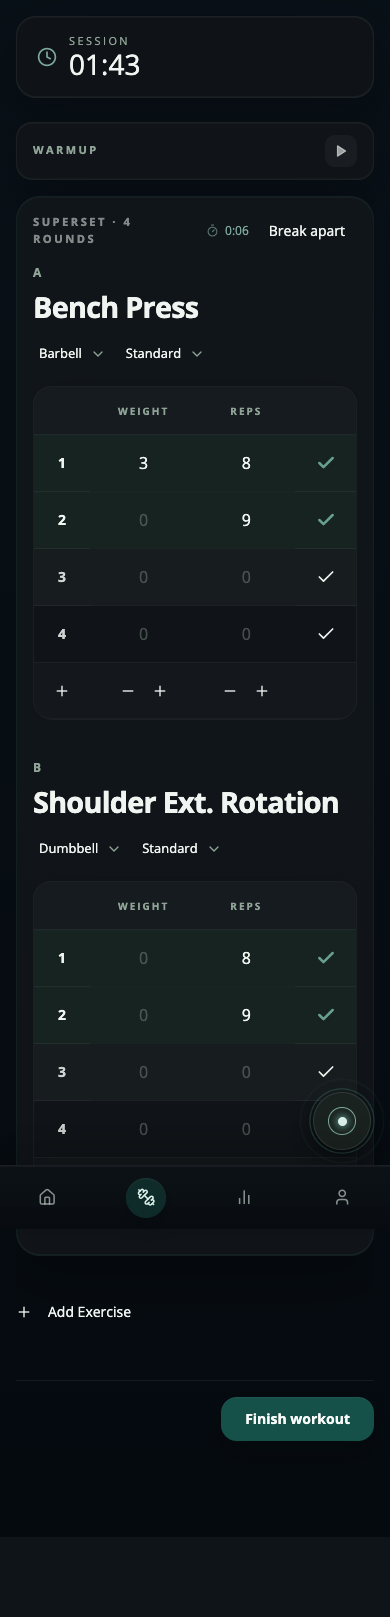 SESSION
01:43
WARMUP
SUPERSET · 4
ROUNDS
0:06 Break apart
A
Bench Press
Barbell Standard
WEIGHT REPS
1 3 8
2 0 9
3 0 0
4 0 0
B
Shoulder Ext. Rotation
Dumbbell Standard
WEIGHT REPS
1 0 8
2 0 9
3 0 0
4 0 0
Add Exercise
Finish workout